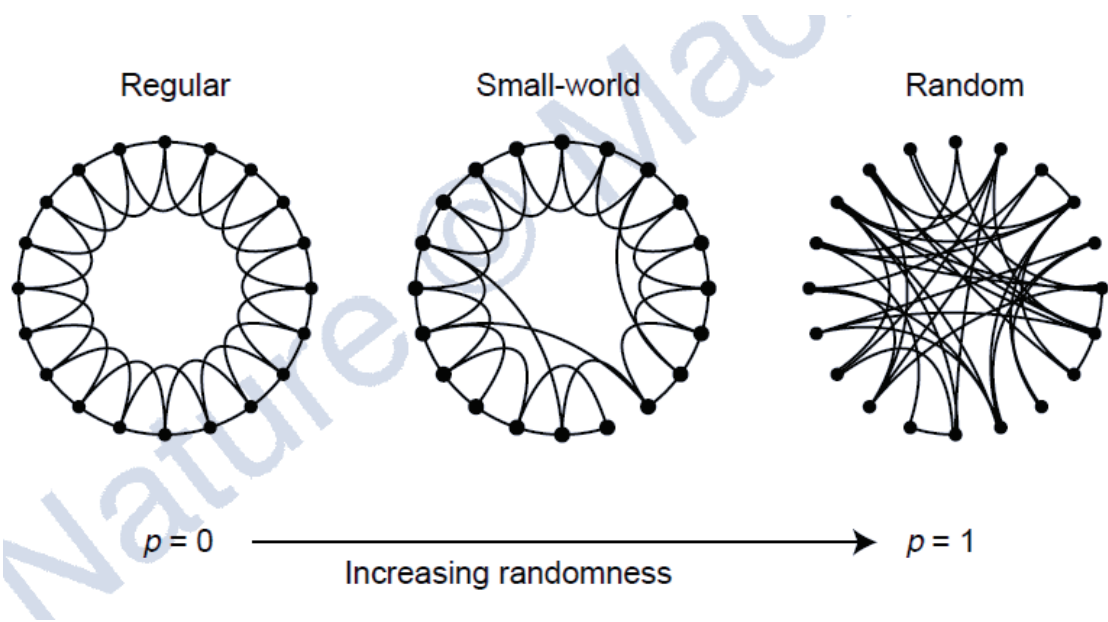 Regular Small-world Random
p = 0 p = 1
Increasing randomness
Nature © Mac